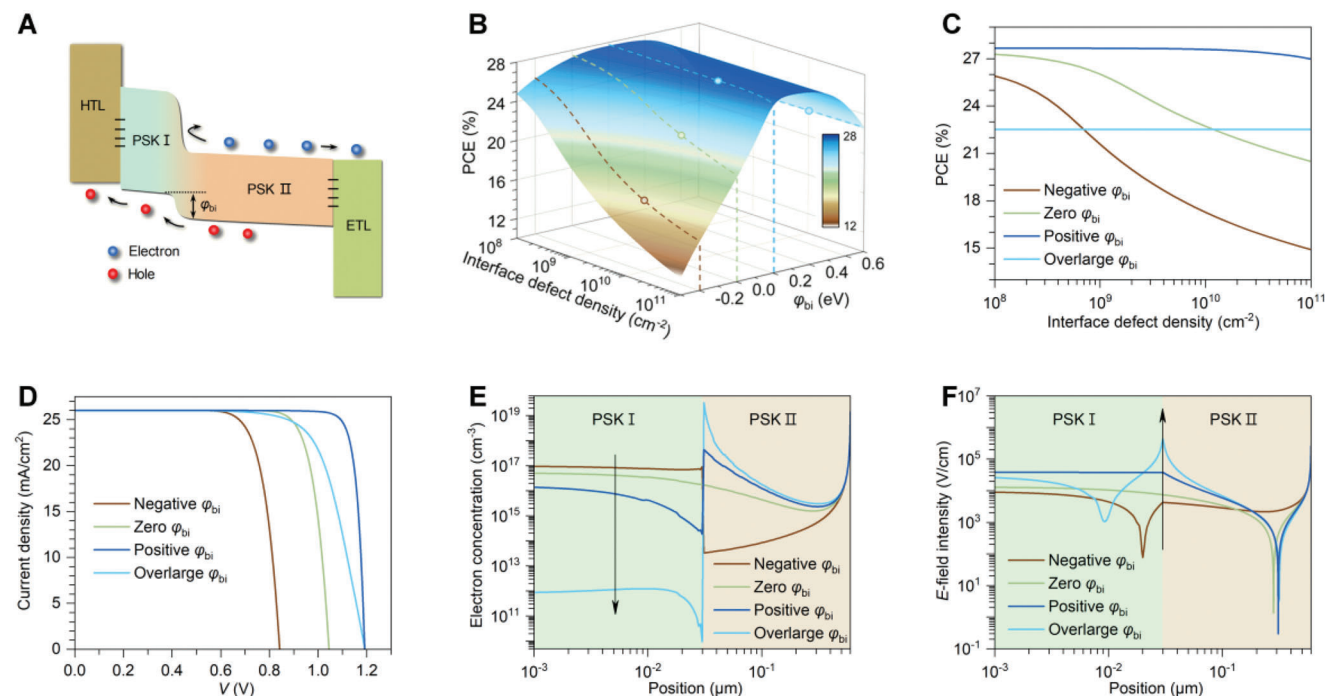 A
HTL
PSK I
PSK II
φbi
ETL
Electron
Hole
B
PCE (%)
28
24
20
16
12
10⁸
10⁹
10¹⁰
10¹¹
Interface defect density (cm⁻²)
-0.2
0.0
0.2
0.4
0.6
φbi (eV)
28
12
C
PCE (%)
27
24
21
18
15
Negative φbi
Zero φbi
Positive φbi
Overlarge φbi
10⁸
10⁹
10¹⁰
10¹¹
Interface defect density (cm⁻²)
D
Current density (mA/cm²)
25
20
15
10
5
0
Negative φbi
Zero φbi
Positive φbi
Overlarge φbi
0.0
0.2
0.4
0.6
0.8
1.0
1.2
V (V)
E
Electron concentration (cm⁻³)
10¹⁹
10¹⁷
10¹⁵
10¹³
10¹¹
PSK I
PSK II
Negative φbi
Zero φbi
Positive φbi
Overlarge φbi
10⁻³
10⁻²
10⁻¹
Position (μm)
F
E-field intensity (V/cm)
10⁷
10⁵
10³
10¹
10⁻¹
PSK I
PSK II
Negative φbi
Zero φbi
Positive φbi
Overlarge φbi
10⁻³
10⁻²
10⁻¹
Position (μm)